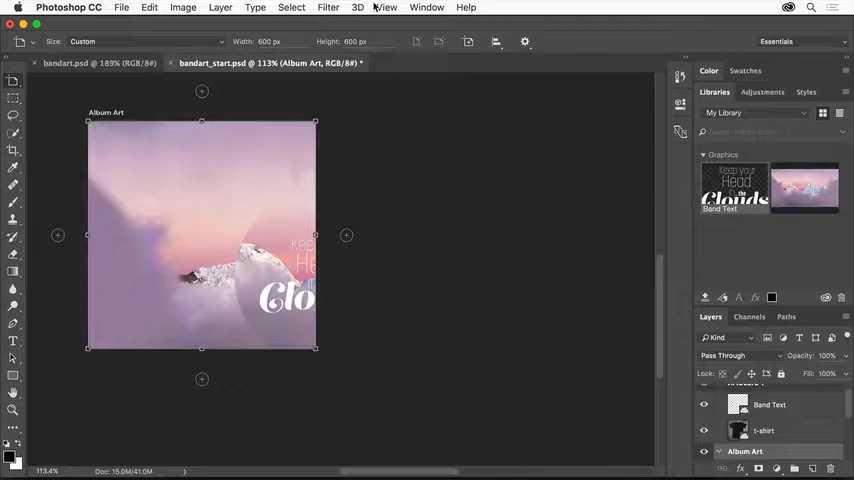 Photoshop CC File Edit Image Layer Type Select Filter 3D View Window Help
Size: Custom Width: 600 px Height: 600 px Essentials
bandart.psd @ 189% (RGB/8#) bandart_start.psd @ 113% (Album Art, RGB/8#) *
Color Swatches
Libraries Adjustments Styles
My Library
Graphics
Keep your
Head
Clouds
Band Text
Album Art
Kee
He
Clo
Layers Channels Paths
Kind
Pass Through Opacity: 100%
Lock: Fill: 100%
Band Text
t-shirt
Album Art
113.4% Doc: 15.0M/41.0M